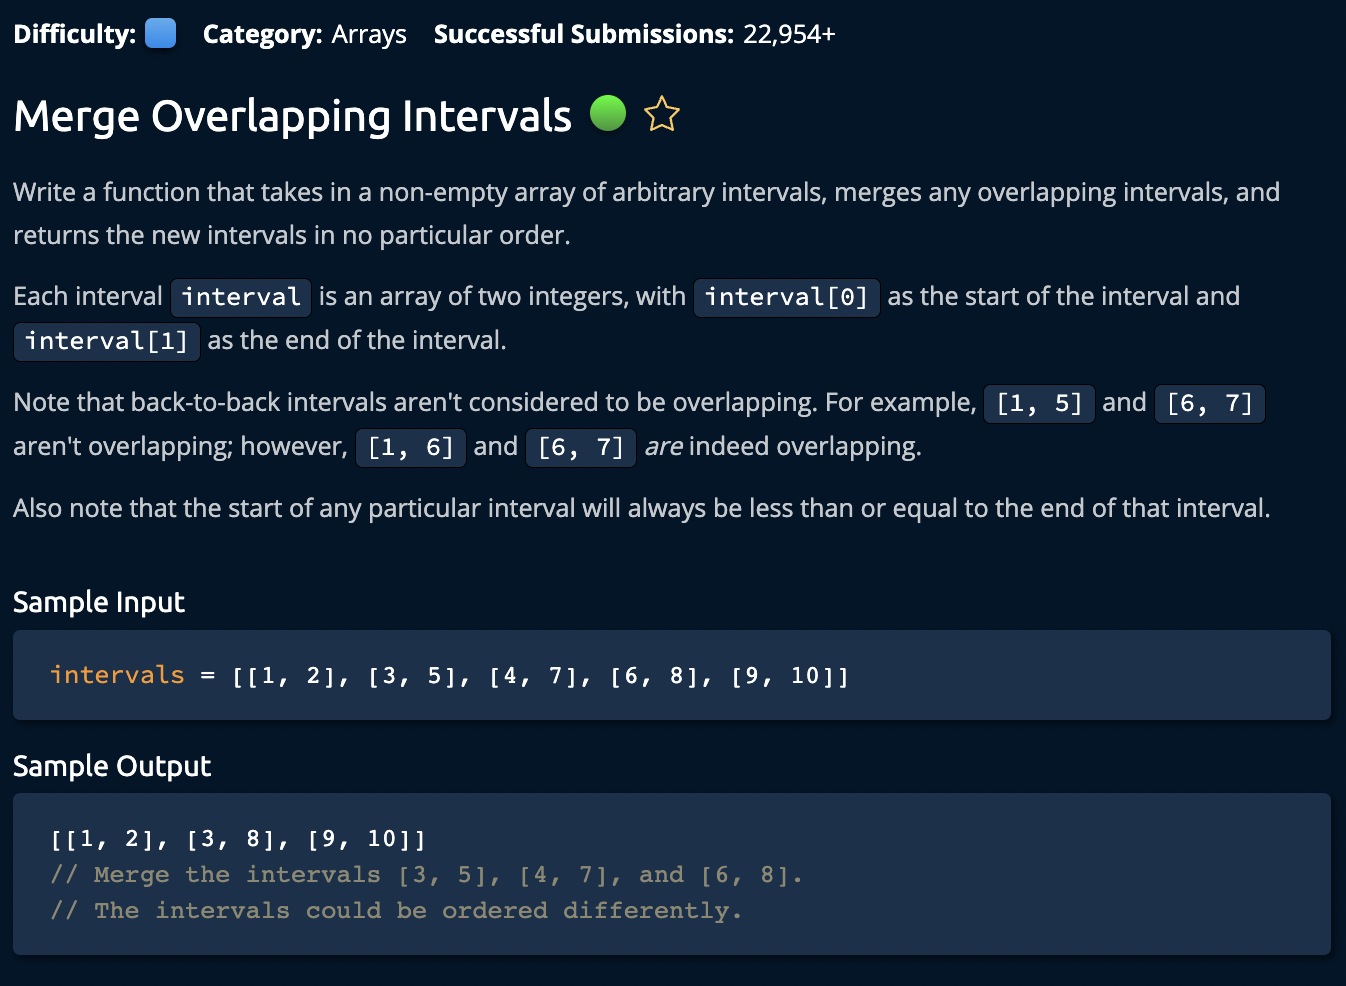 Difficulty: Category: Arrays Successful Submissions: 22,954+
Merge Overlapping Intervals
Write a function that takes in a non-empty array of arbitrary intervals, merges any overlapping intervals, and
returns the new intervals in no particular order.
Each interval interval is an array of two integers, with interval[0] as the start of the interval and
interval[1] as the end of the interval.
Note that back-to-back intervals aren't considered to be overlapping. For example, [1, 5] and [6, 7]
aren't overlapping; however, [1, 6] and [6, 7] are indeed overlapping.
Also note that the start of any particular interval will always be less than or equal to the end of that interval.
Sample Input
intervals = [[1, 2], [3, 5], [4, 7], [6, 8], [9, 10]]
Sample Output
[[1, 2], [3, 8], [9, 10]]
// Merge the intervals [3, 5], [4, 7], and [6, 8].
// The intervals could be ordered differently.